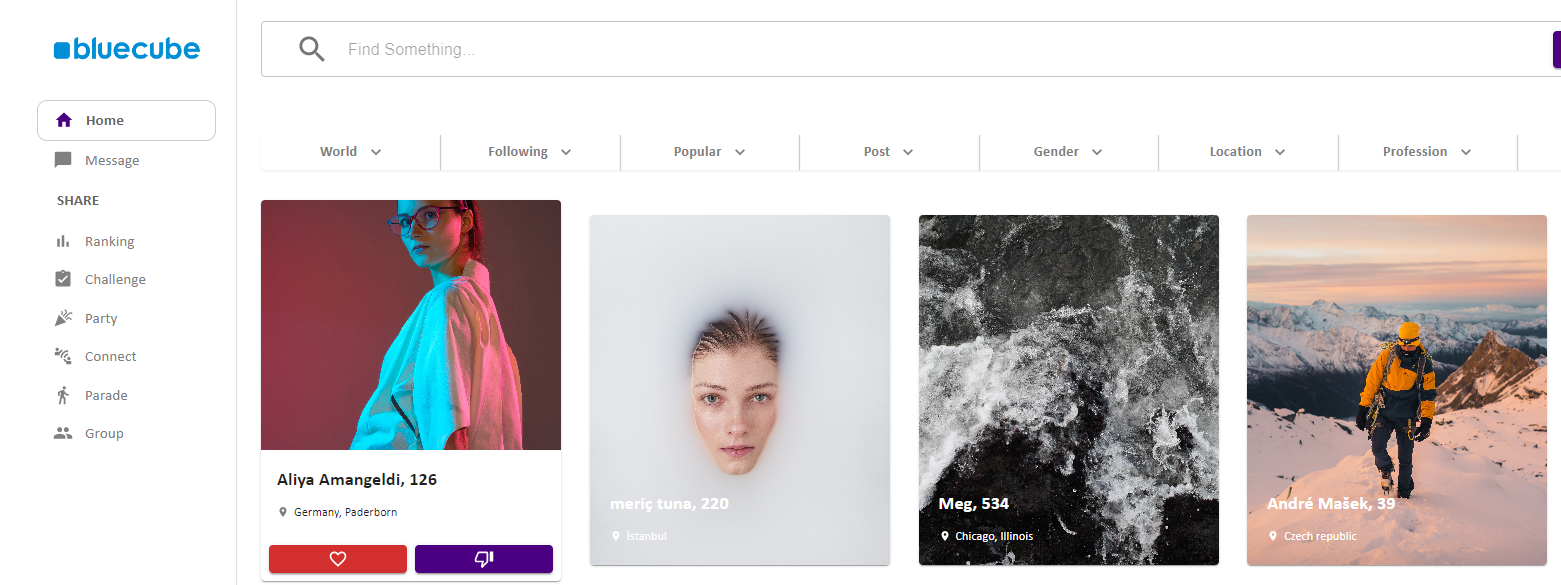 bluecube
Find Something...
Home
Message
SHARE
Ranking
Challenge
Party
Connect
Parade
Group
World
Following
Popular
Post
Gender
Location
Profession
Aliya Amangeldi, 126
Germany, Paderborn
meriç tuna, 220
İstanbul
Meg, 534
Chicago, Illinois
André Mašek, 39
Czech republic